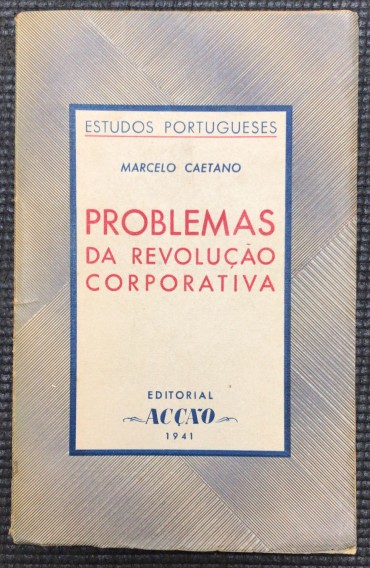 ESTUDOS PORTUGUESES
MARCELO CAETANO
PROBLEMAS
DA REVOLUÇÃO
CORPORATIVA
EDITORIAL
ACÇÃO
1941